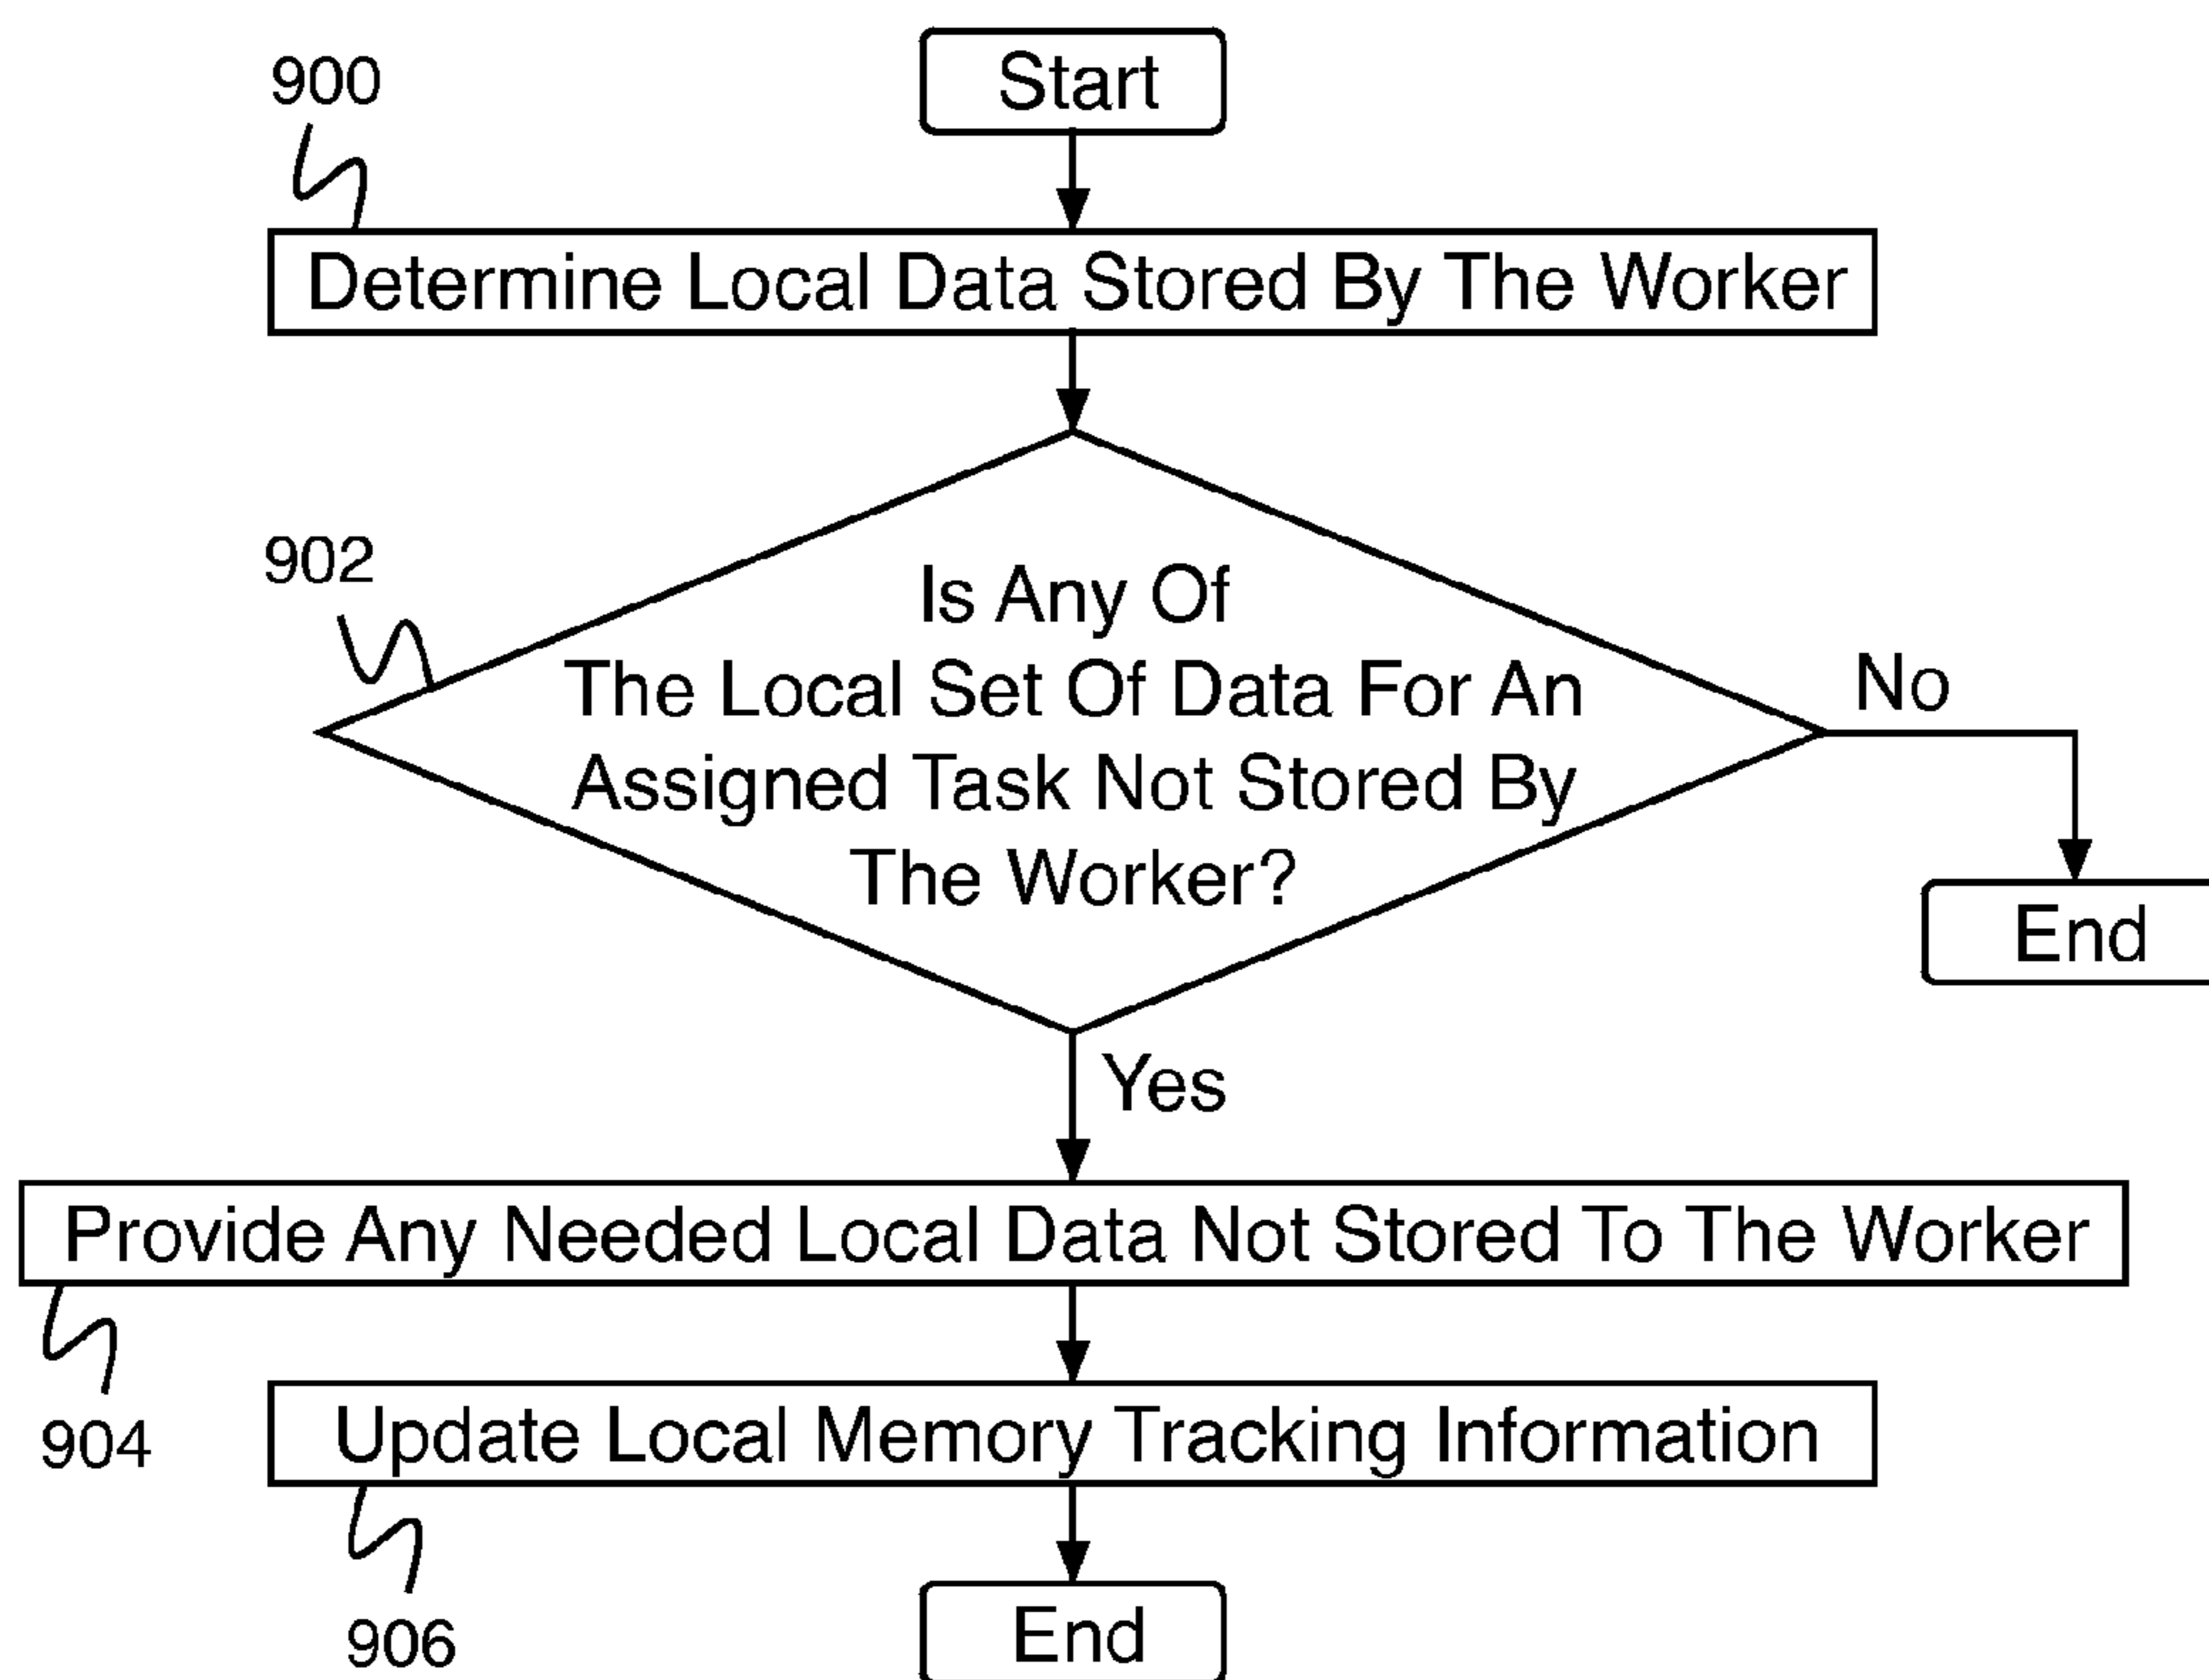 900
Start
Determine Local Data Stored By The Worker
902
Is Any Of
The Local Set Of Data For An
Assigned Task Not Stored By
The Worker?
No
End
Yes
Provide Any Needed Local Data Not Stored To The Worker
904
Update Local Memory Tracking Information
906
End